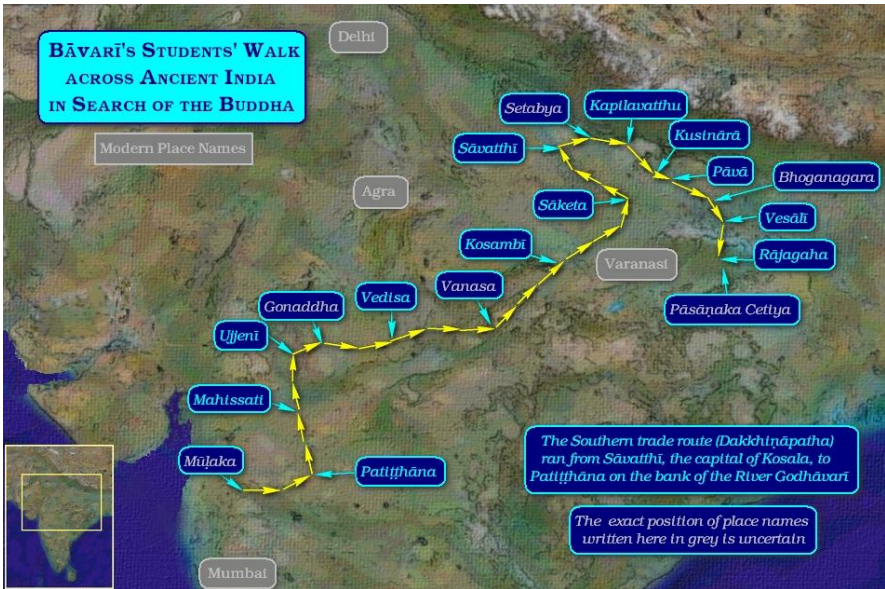 BĀVARĪ'S STUDENTS' WALK
ACROSS ANCIENT INDIA
IN SEARCH OF THE BUDDHA
Delhi
Modern Place Names
Agra
Setabya
Kapilavatthu
Sāvatthī
Kusinārā
Pāvā
Bhoganagara
Sāketa
Vesālī
Kosambī
Varanasi
Rājagaha
Pāsāṇaka Cetiya
Vanasa
Vedisa
Gonaddha
Ujjenī
Mahissati
Mūḷaka
Patiṭṭhāna
Mumbai
The Southern trade route (Dakkhiṇāpatha)
ran from Sāvatthī, the capital of Kosala, to
Patiṭṭhāna on the bank of the River Godhāvarī
The exact position of place names
written here in grey is uncertain